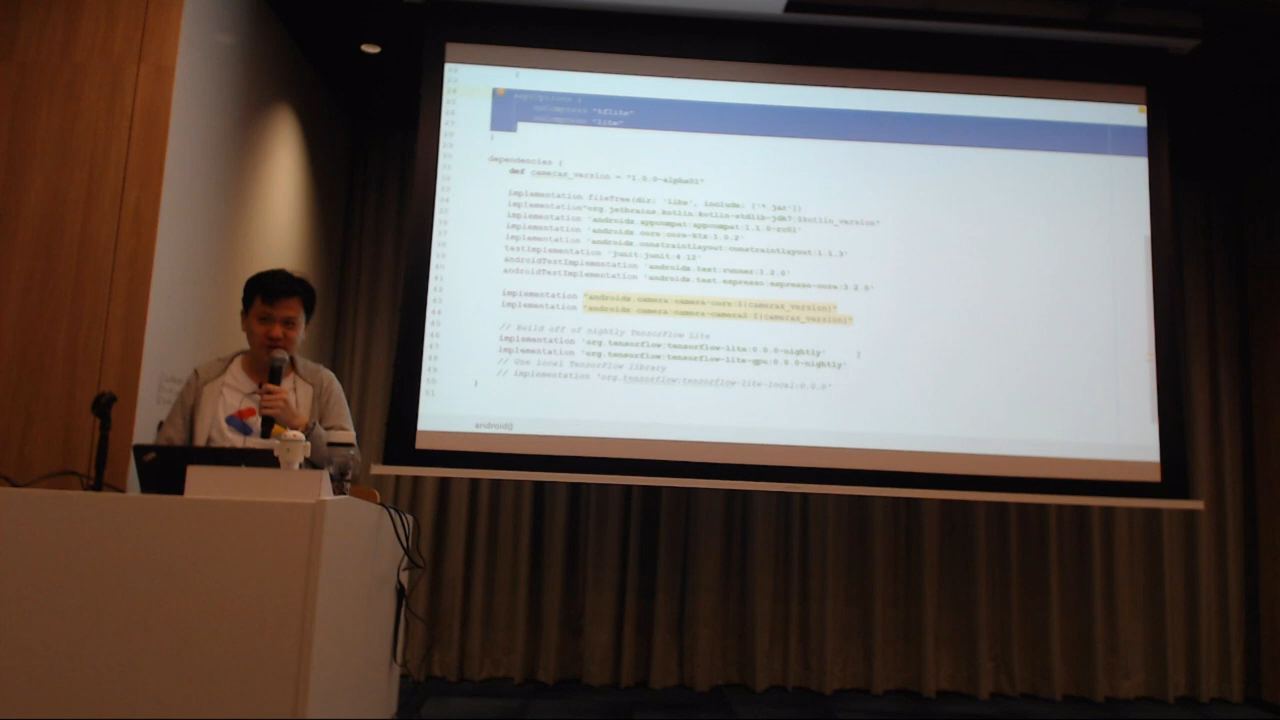 {
aaptOptions {
noCompress "tflite"
noCompress "lite"
}
dependencies {
def camerax_version = "1.0.0-alpha01"
implementation fileTree(dir: 'libs', include: ['*.jar'])
implementation"org.jetbrains.kotlin:kotlin-stdlib-jdk7:$kotlin_version"
implementation 'androidx.appcompat:appcompat:1.1.0-rc01'
implementation 'androidx.core:core-ktx:1.0.2'
implementation 'androidx.constraintlayout:constraintlayout:1.1.3'
testImplementation 'junit:junit:4.12'
androidTestImplementation 'androidx.test:runner:1.2.0'
androidTestImplementation 'androidx.test.espresso:espresso-core:3.2.0'
implementation "androidx.camera:camera-core:${camerax_version}"
implementation "androidx.camera:camera-camera2:${camerax_version}"
// Build off of nightly TensorFlow Lite
implementation 'org.tensorflow:tensorflow-lite:0.0.0-nightly'
implementation 'org.tensorflow:tensorflow-lite-gpu:0.0.0-nightly'
// Use local TensorFlow library
// implementation 'org.tensorflow:tensorflow-lite-local:0.0.0'
}
android{}